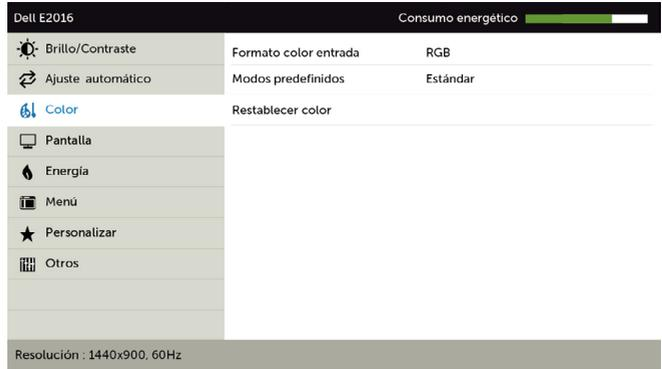 Dell E2016 Consumo energético
Brillo/Contraste
Ajuste automático
Color
Pantalla
Energía
Menú
Personalizar
Otros
Formato color entrada RGB
Modos predefinidos Estándar
Restablecer color
Resolución : 1440x900, 60Hz